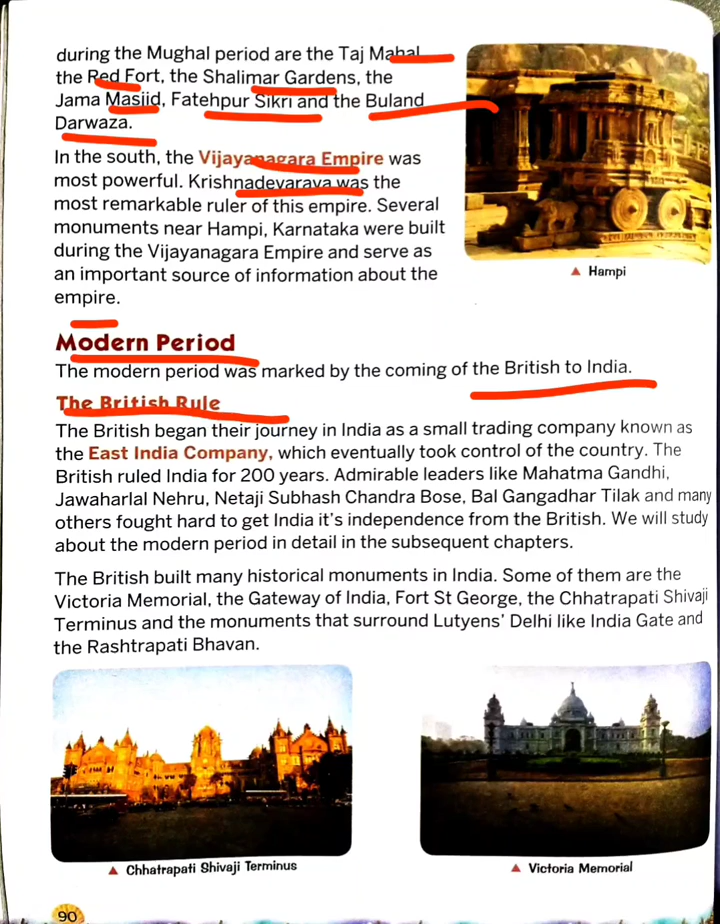 during the Mughal period are the Taj Mahal
the Red Fort, the Shalimar Gardens, the
Jama Masjid, Fatehpur Sikri and the Buland
Darwaza.
In the south, the Vijayanagara Empire was
most powerful. Krishnadevaraya was the
most remarkable ruler of this empire. Several
monuments near Hampi, Karnataka were built
during the Vijayanagara Empire and serve as
an important source of information about the
empire.
▲ Hampi
Modern Period
The modern period was marked by the coming of the British to India.
The British Rule
The British began their journey in India as a small trading company known as
the East India Company, which eventually took control of the country. The
British ruled India for 200 years. Admirable leaders like Mahatma Gandhi,
Jawaharlal Nehru, Netaji Subhash Chandra Bose, Bal Gangadhar Tilak and many
others fought hard to get India it's independence from the British. We will study
about the modern period in detail in the subsequent chapters.
The British built many historical monuments in India. Some of them are the
Victoria Memorial, the Gateway of India, Fort St George, the Chhatrapati Shivaji
Terminus and the monuments that surround Lutyens' Delhi like India Gate and
the Rashtrapati Bhavan.
▲ Chhatrapati Shivaji Terminus
▲ Victoria Memorial
90